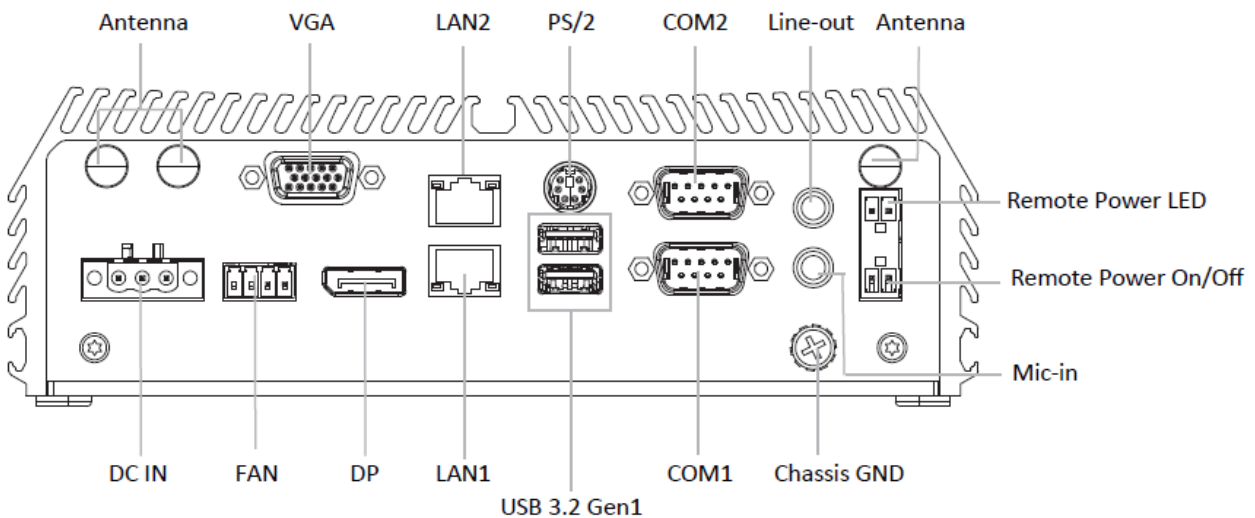 Antenna
VGA
LAN2
PS/2
COM2
Line-out
Antenna
Remote Power LED
Remote Power On/Off
Mic-in
DC IN
FAN
DP
LAN1
USB 3.2 Gen1
COM1
Chassis GND